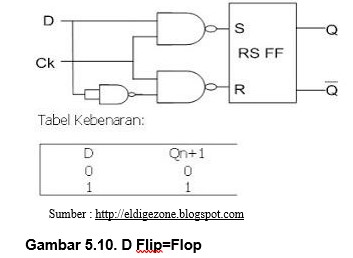 D
S
Q
RS FF
Ck
R
Q
Tabel Kebenaran:
D Qn+1
0 0
1 1
Sumber : http://eldigezone.blogspot.com
Gambar 5.10. D Flip=Flop